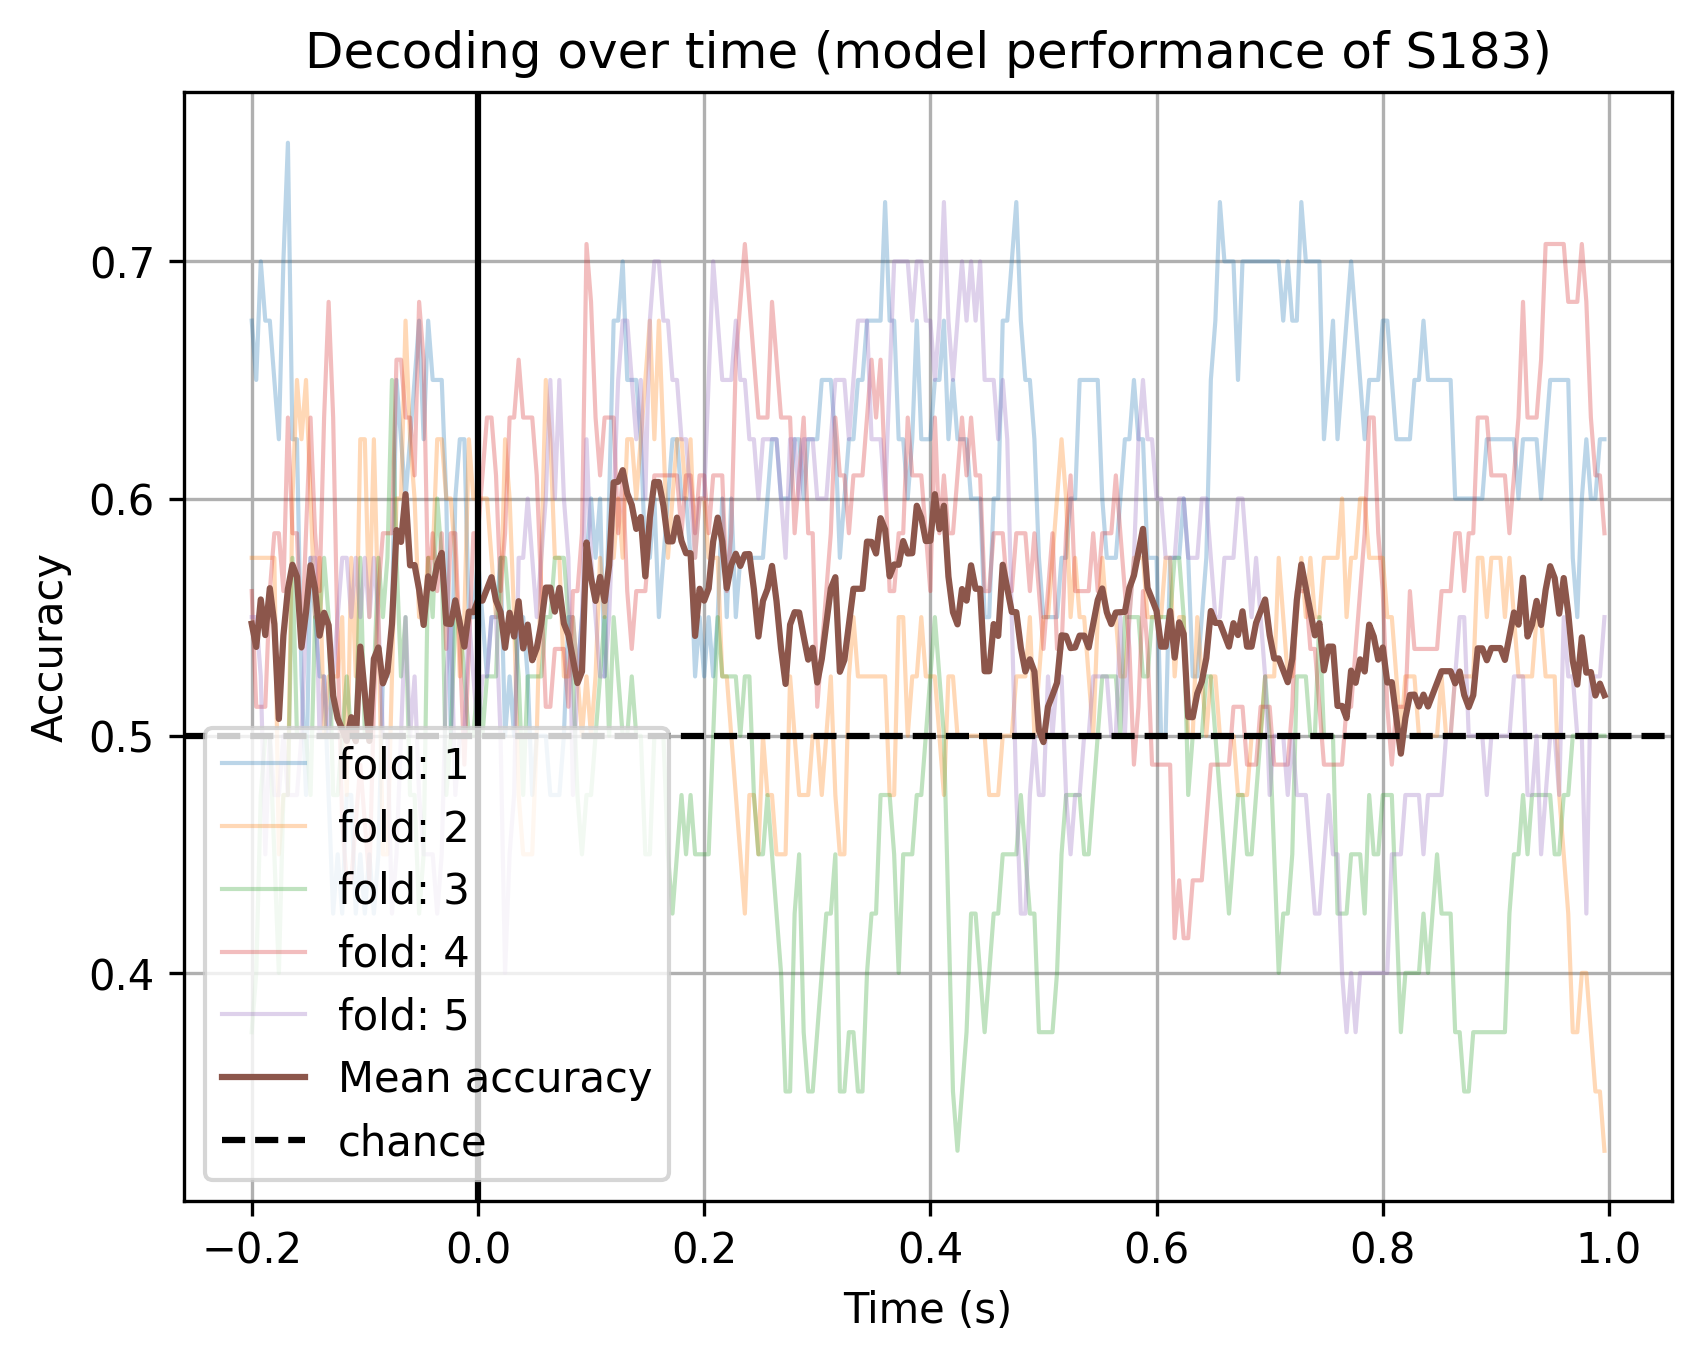 Decoding over time (model performance of S183)
Accuracy
0.7
0.6
0.5
0.4
fold: 1
fold: 2
fold: 3
fold: 4
fold: 5
Mean accuracy
chance
−0.2 0.0 0.2 0.4 0.6 0.8 1.0
Time (s)